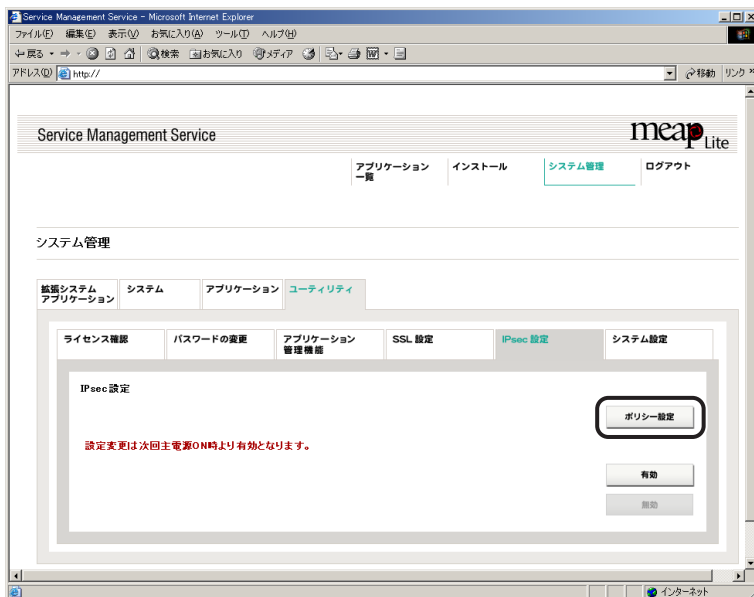 Service Management Service - Microsoft Internet Explorer
ファイル(F) 編集(E) 表示(V) お気に入り(A) ツール(T) ヘルプ(H)
戻る 検索 お気に入り メディア
アドレス(D) http:// 移動 リンク »
Service Management Service
meap Lite
アプリケーション
一覧
インストール
システム管理
ログアウト
システム管理
拡張システム
アプリケーション
システム
アプリケーション
ユーティリティ
ライセンス確認
パスワードの変更
アプリケーション
管理機能
SSL 設定
IPsec 設定
システム設定
IPsec設定
ポリシー設定
設定変更は次回主電源ON時より有効となります。
有効
無効
インターネット